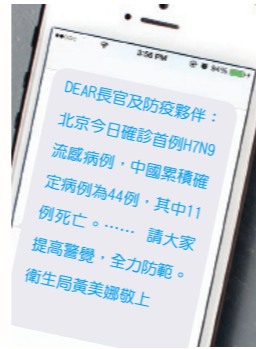 3:56 PM
94%
DEAR長官及防疫夥伴：
北京今日確診首例H7N9
流感病例，中國累積確
定病例為44例，其中11
例死亡。…… 請大家
提高警覺，全力防範。
衛生局黃美娜敬上